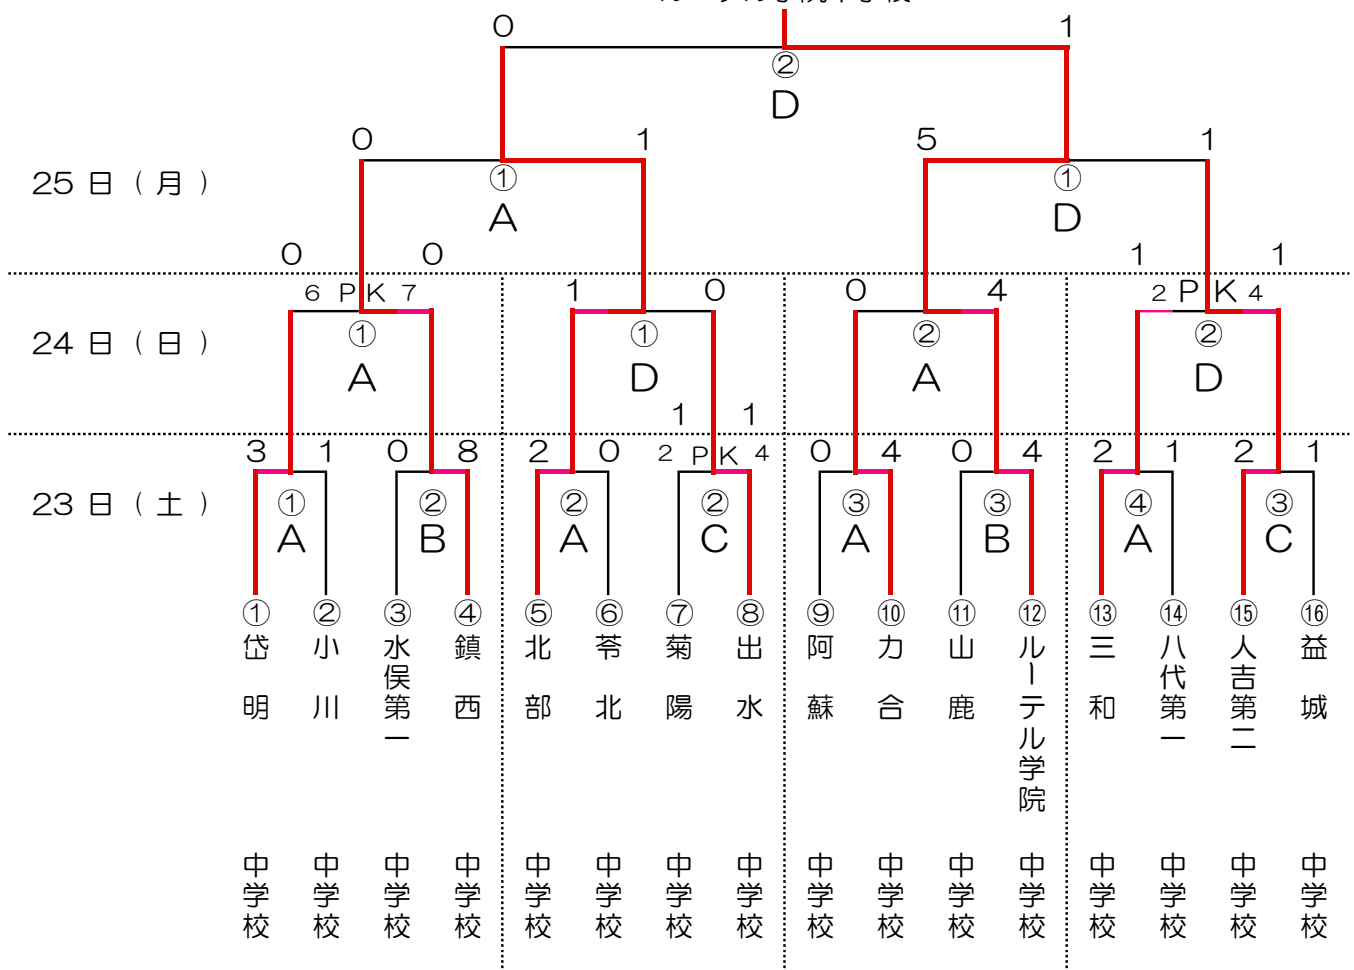 0 1
②
D
0 1 5 1
25日(月) ① ①
A D
0 0 1 1
6 PK 7 1 0 0 4 2 PK 4
24日(日) ① ① ② ②
A D A D
1 1
3 1 0 8 2 0 2 PK 4 0 4 0 4 2 1 2 1
23日(土) ① ② ② ② ③ ③ ④ ③
A B A C A B A C
① ② ③ ④ ⑤ ⑥ ⑦ ⑧ ⑨ ⑩ ⑪ ⑫ ⑬ ⑭ ⑮ ⑯
岱明中学校
小川中学校
水俣第一中学校
鎮西中学校
北部中学校
苓北中学校
菊陽中学校
出水中学校
阿蘇中学校
力合中学校
山鹿中学校
ルーテル学院中学校
三和中学校
八代第一中学校
人吉第二中学校
益城中学校